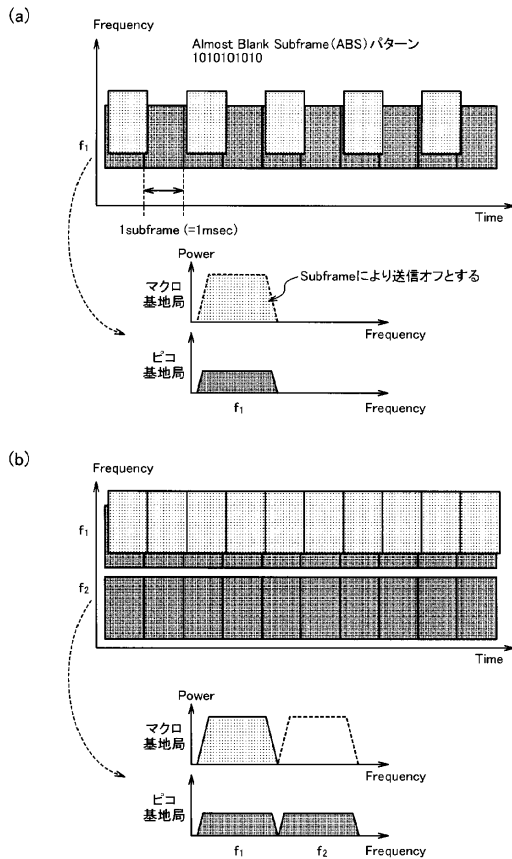 (a)
Frequency
Almost Blank Subframe(ABS)パターン
1010101010
f₁
Time
1subframe (=1msec)
Power
マクロ
基地局
Subframeにより送信オフとする
Frequency
ピコ
基地局
f₁
Frequency
(b)
Frequency
f₁
f₂
Time
Power
マクロ
基地局
Frequency
ピコ
基地局
f₁
f₂
Frequency